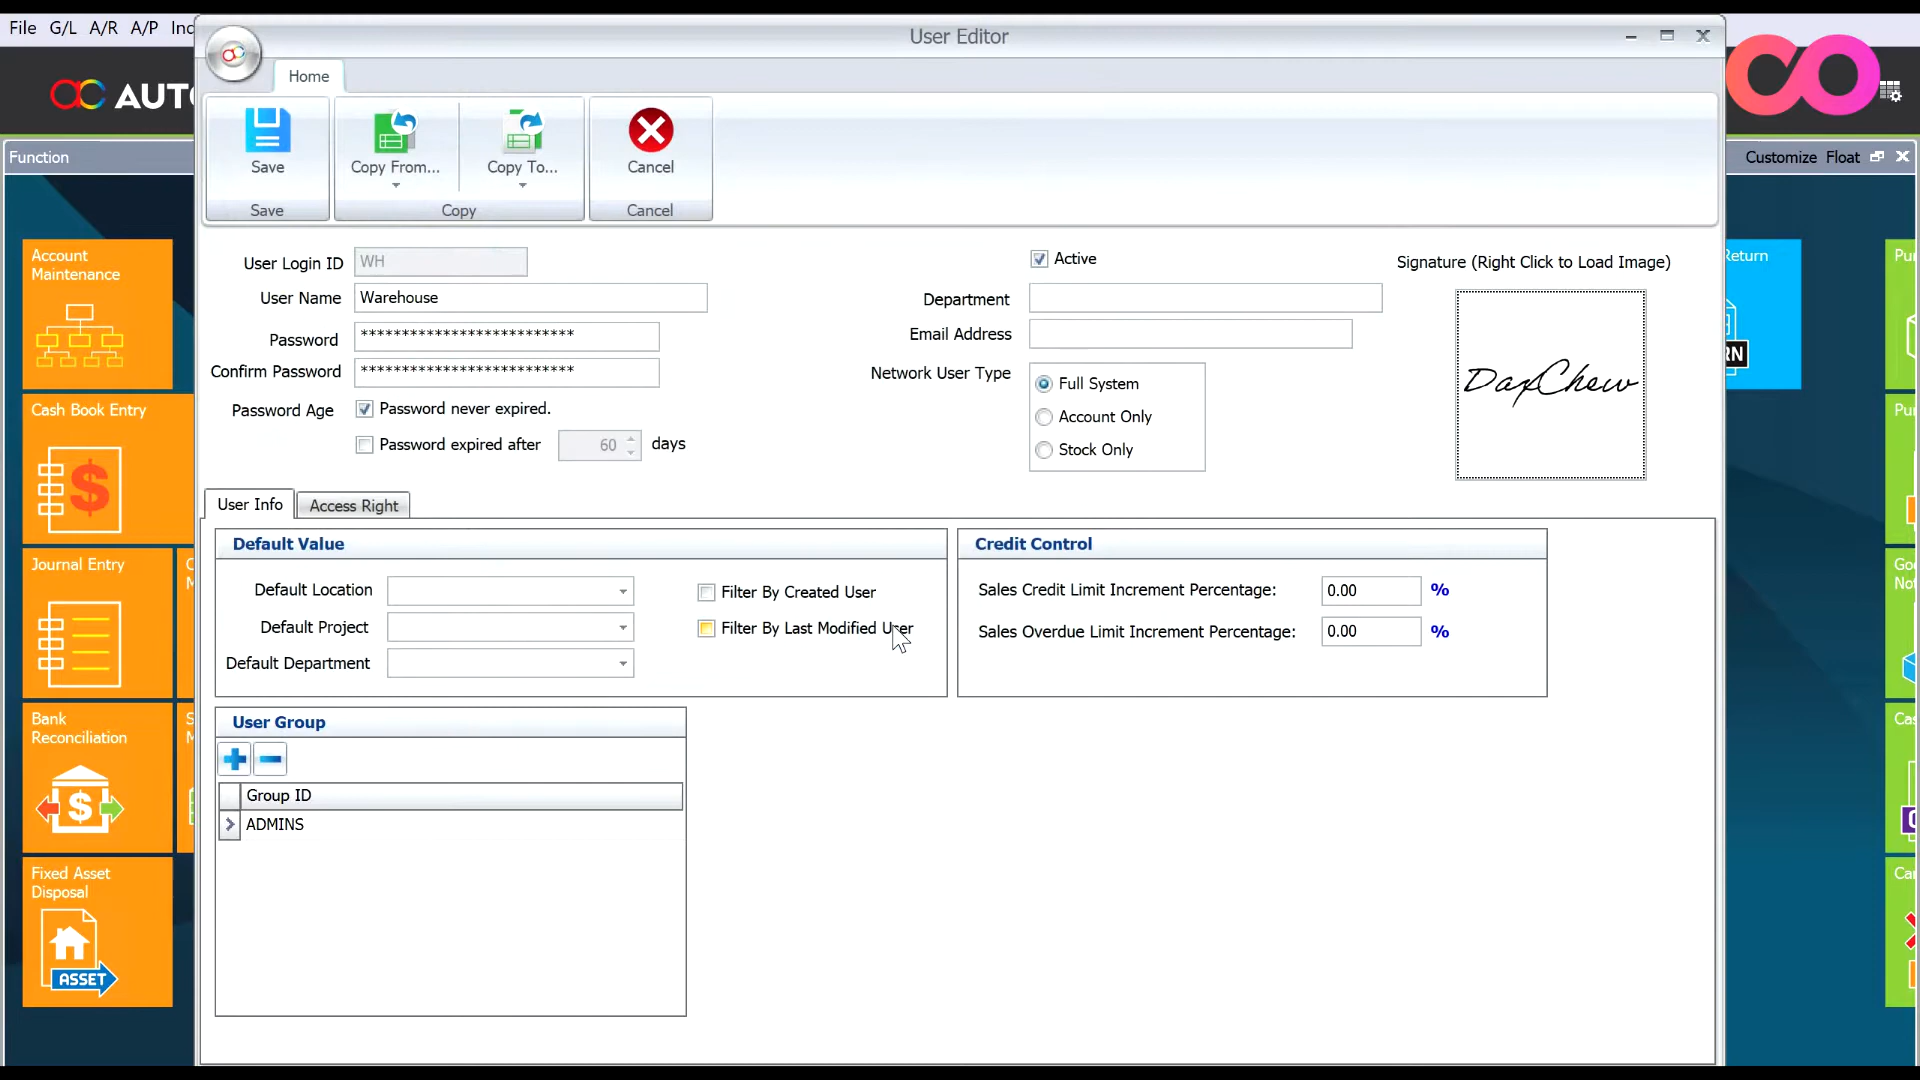 File G/L A/R A/P
User Editor
AUTO
Home
Function
Customize Float
Save
Copy From...
Copy To...
Cancel
Save
Copy
Cancel
Account
Maintenance
Cash Book Entry
Journal Entry
Bank
Reconciliation
Fixed Asset
Disposal
ASSET
Return
User Login ID WH
User Name Warehouse
Password **************************
Confirm Password **************************
Password Age Password never expired.
Password expired after 60 days
Active
Department
Email Address
Network User Type
Full System
Account Only
Stock Only
Signature (Right Click to Load Image)
DaxChew
User Info Access Right
Default Value
Default Location
Default Project
Default Department
Filter By Created User
Filter By Last Modified User
Credit Control
Sales Credit Limit Increment Percentage: 0.00 %
Sales Overdue Limit Increment Percentage: 0.00 %
User Group
Group ID
ADMINS